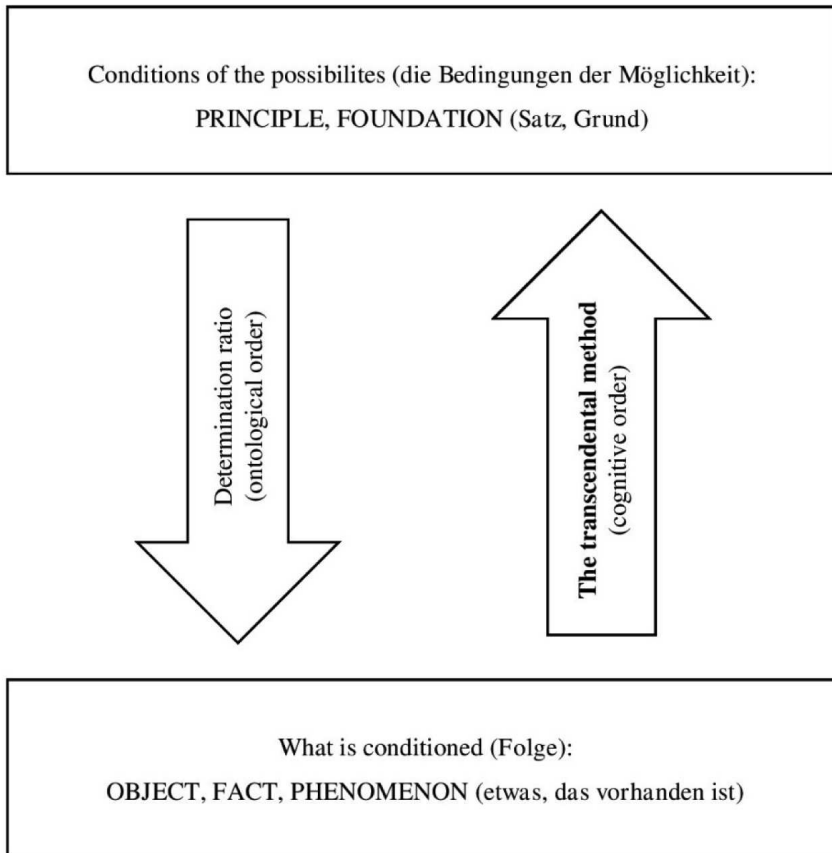 Conditions of the possibilites (die Bedingungen der Möglichkeit):
PRINCIPLE, FOUNDATION (Satz, Grund)
Determination ratio
(ontological order)
The transcendental method
(cognitive order)
What is conditioned (Folge):
OBJECT, FACT, PHENOMENON (etwas, das vorhanden ist)